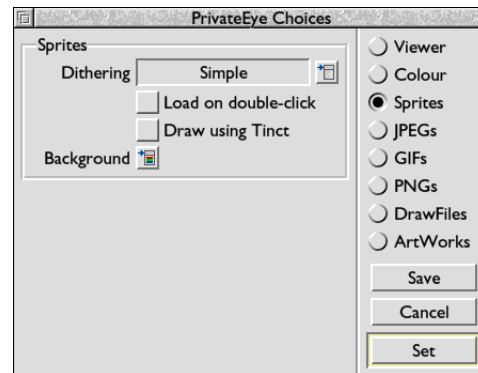 PrivateEye Choices
Sprites
Dithering Simple
Load on double-click
Draw using Tinct
Background
Viewer
Colour
Sprites
JPEGs
GIFs
PNGs
DrawFiles
ArtWorks
Save
Cancel
Set